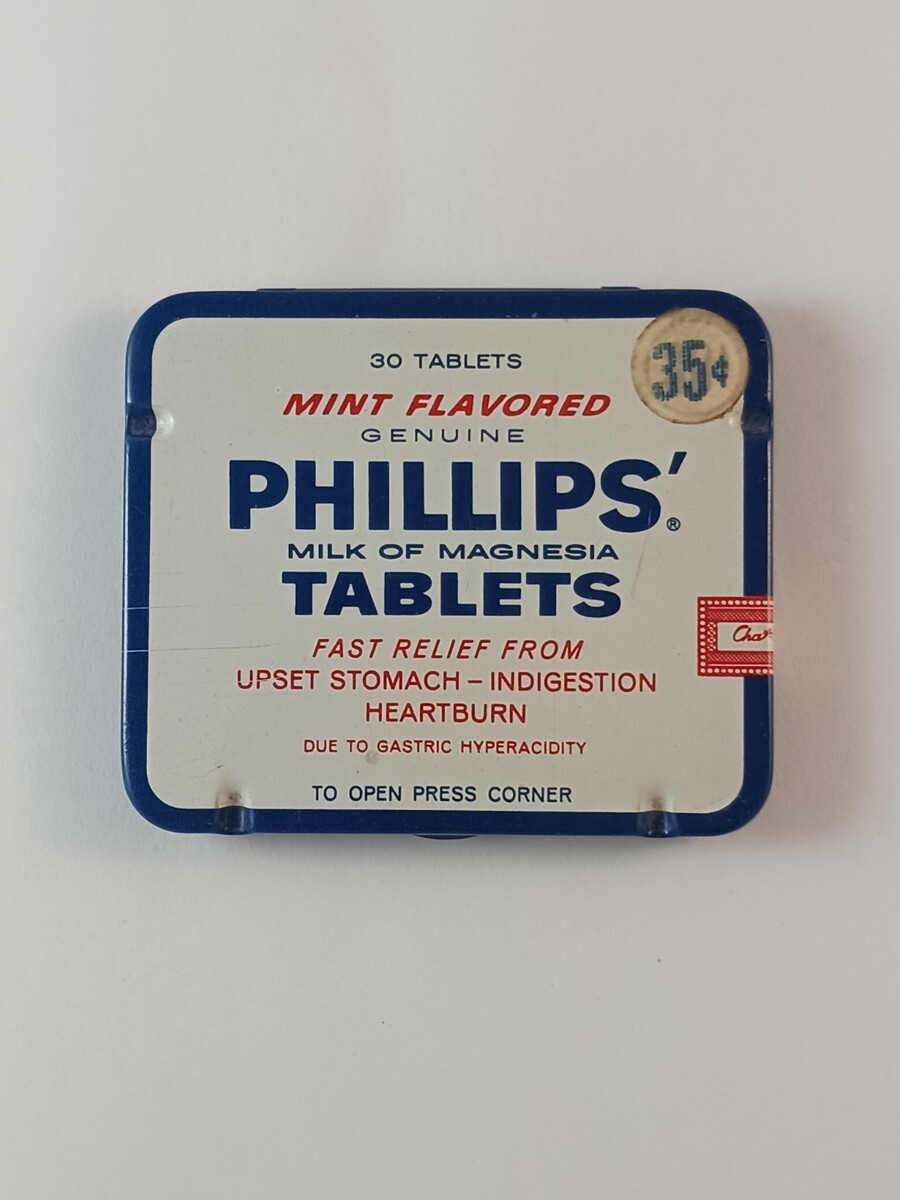 30 TABLETS
35¢
MINT FLAVORED
GENUINE
PHILLIPS'®
MILK OF MAGNESIA
TABLETS
FAST RELIEF FROM
UPSET STOMACH – INDIGESTION
HEARTBURN
DUE TO GASTRIC HYPERACIDITY
TO OPEN PRESS CORNER